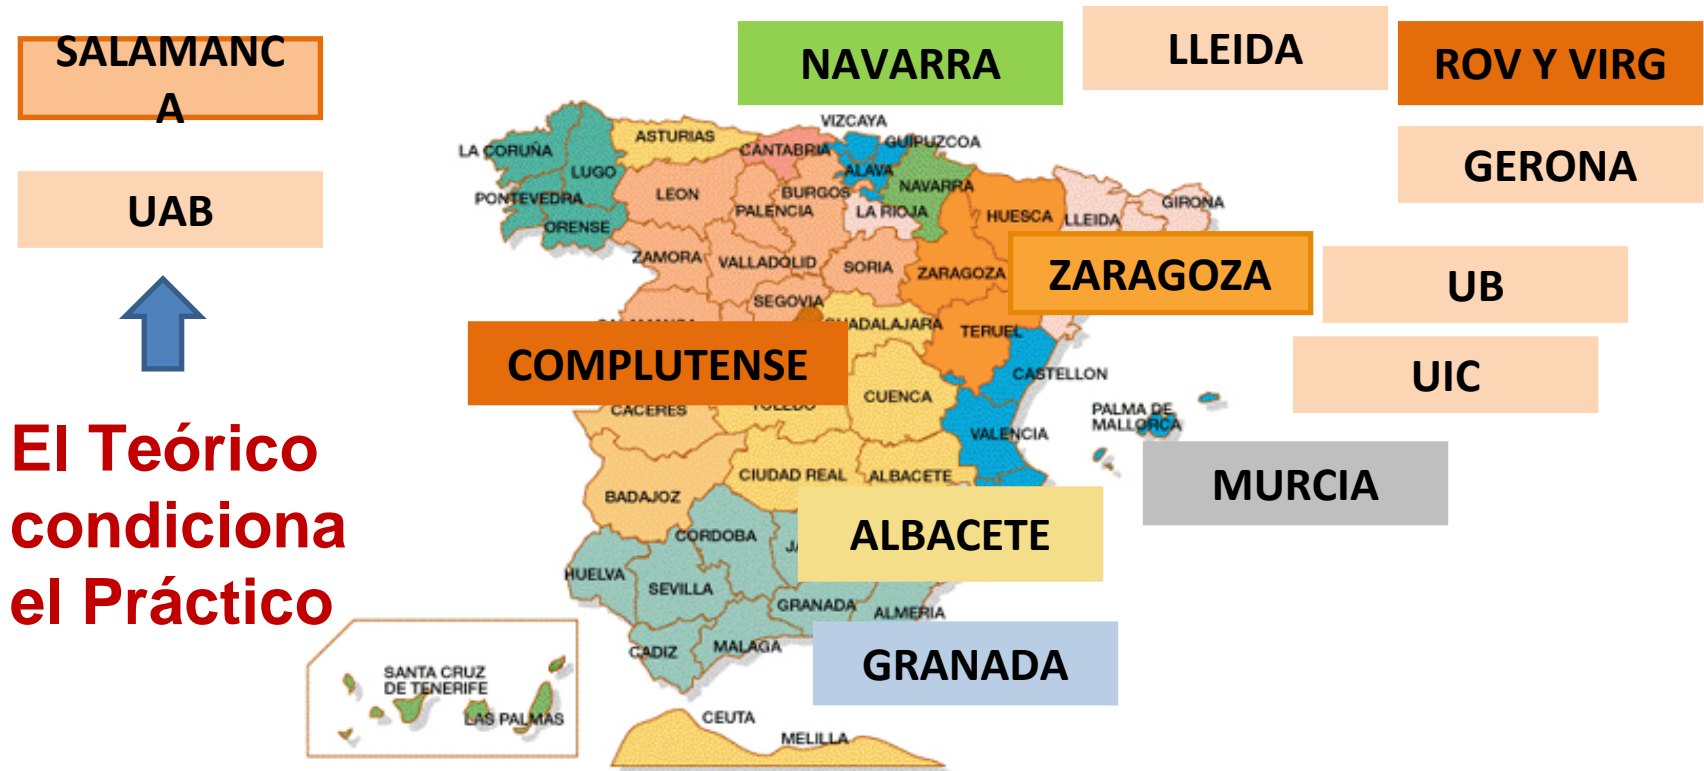 SALAMANC
A
UAB
El Teórico
condiciona
el Práctico
NAVARRA
LLEIDA
ROV Y VIRG
GERONA
ZARAGOZA
UB
UIC
COMPLUTENSE
MURCIA
ALBACETE
GRANADA
LA CORUÑA
LUGO
PONTEVEDRA
ORENSE
ASTURIAS
CANTABRIA
VIZCAYA
GUIPUZCOA
ALAVA
NAVARRA
LEON
PALENCIA
BURGOS
LA RIOJA
HUESCA
LLEIDA
GIRONA
ZAMORA
VALLADOLID
SORIA
ZARAGOZA
SEGOVIA
GUADALAJARA
TERUEL
CASTELLON
CACERES
TOLEDO
CUENCA
VALENCIA
PALMA DE
MALLORCA
BADAJOZ
CIUDAD REAL
ALBACETE
CORDOBA
HUELVA
SEVILLA
GRANADA
ALMERIA
CADIZ
MALAGA
SANTA CRUZ
DE TENERIFE
LAS PALMAS
CEUTA
MELILLA